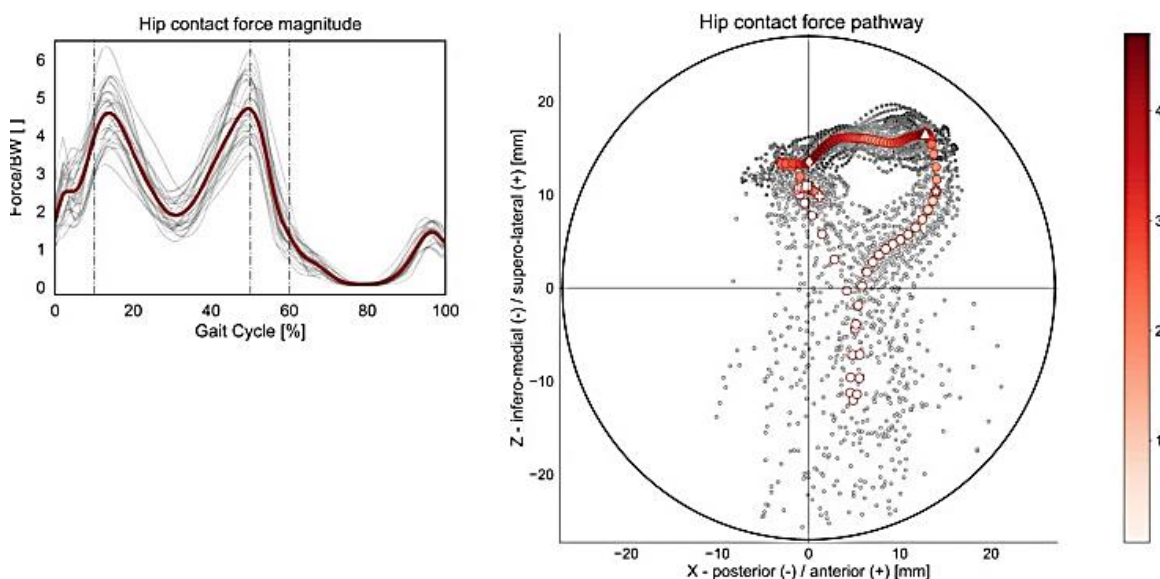 Hip contact force magnitude
Force/BW [ ]
6
5
4
3
2
1
0
0 20 40 60 80 100
Gait Cycle [%]
Hip contact force pathway
Z - infero-medial (-) / supero-lateral (+) [mm]
20
10
0
−10
−20
−20 −10 0 10 20
X - posterior (-) / anterior (+) [mm]
4
3
2
1